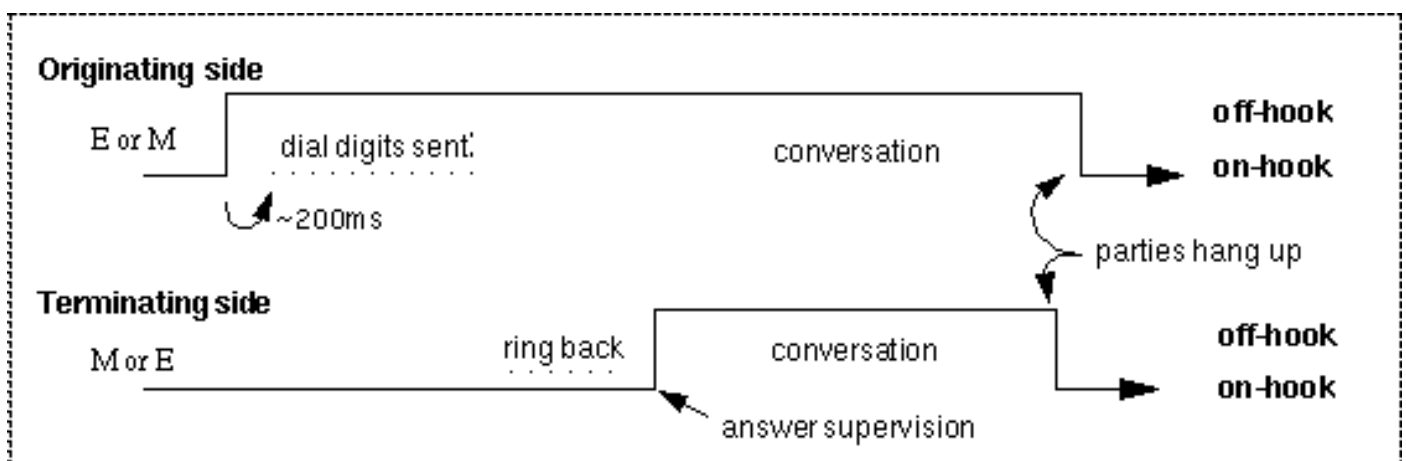 Originating side
E or M
dial digits sent:
conversation
off-hook
on-hook
~200ms
parties hang up
Terminating side
M or E
ring back
conversation
off-hook
on-hook
answer supervision